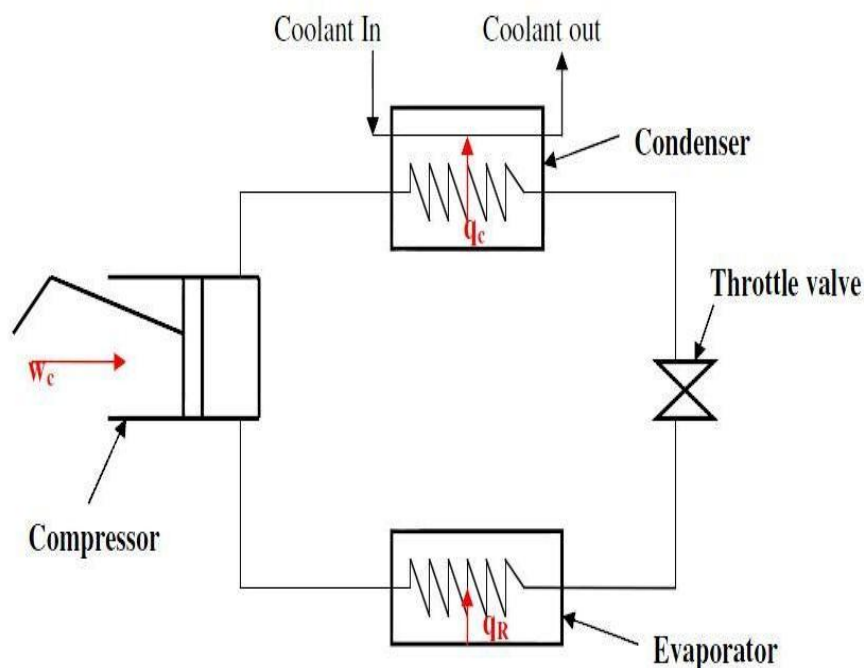 Coolant In
Coolant out
Condenser
qc
Throttle valve
wc
Compressor
qR
Evaporator